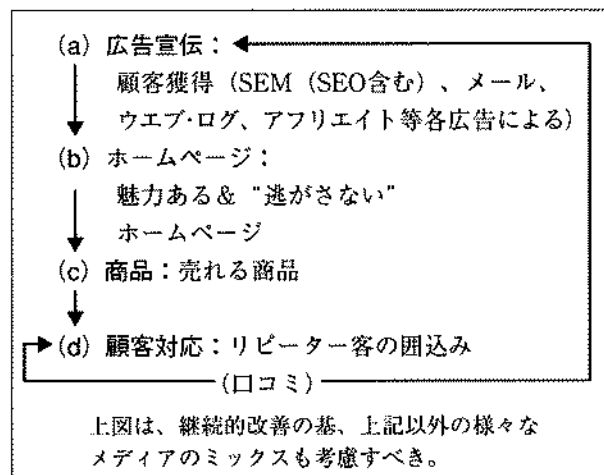 (a) 広告宣伝：
顧客獲得（SEM（SEO含む）、メール、
ウエブ・ログ、アフリエイト等各広告による）
(b) ホームページ：
魅力ある＆“逃がさない”
ホームページ
(c) 商品：売れる商品
(d) 顧客対応：リピーター客の囲込み
（口コミ）
上図は、継続的改善の基、上記以外の様々な
メディアのミックスも考慮すべき。